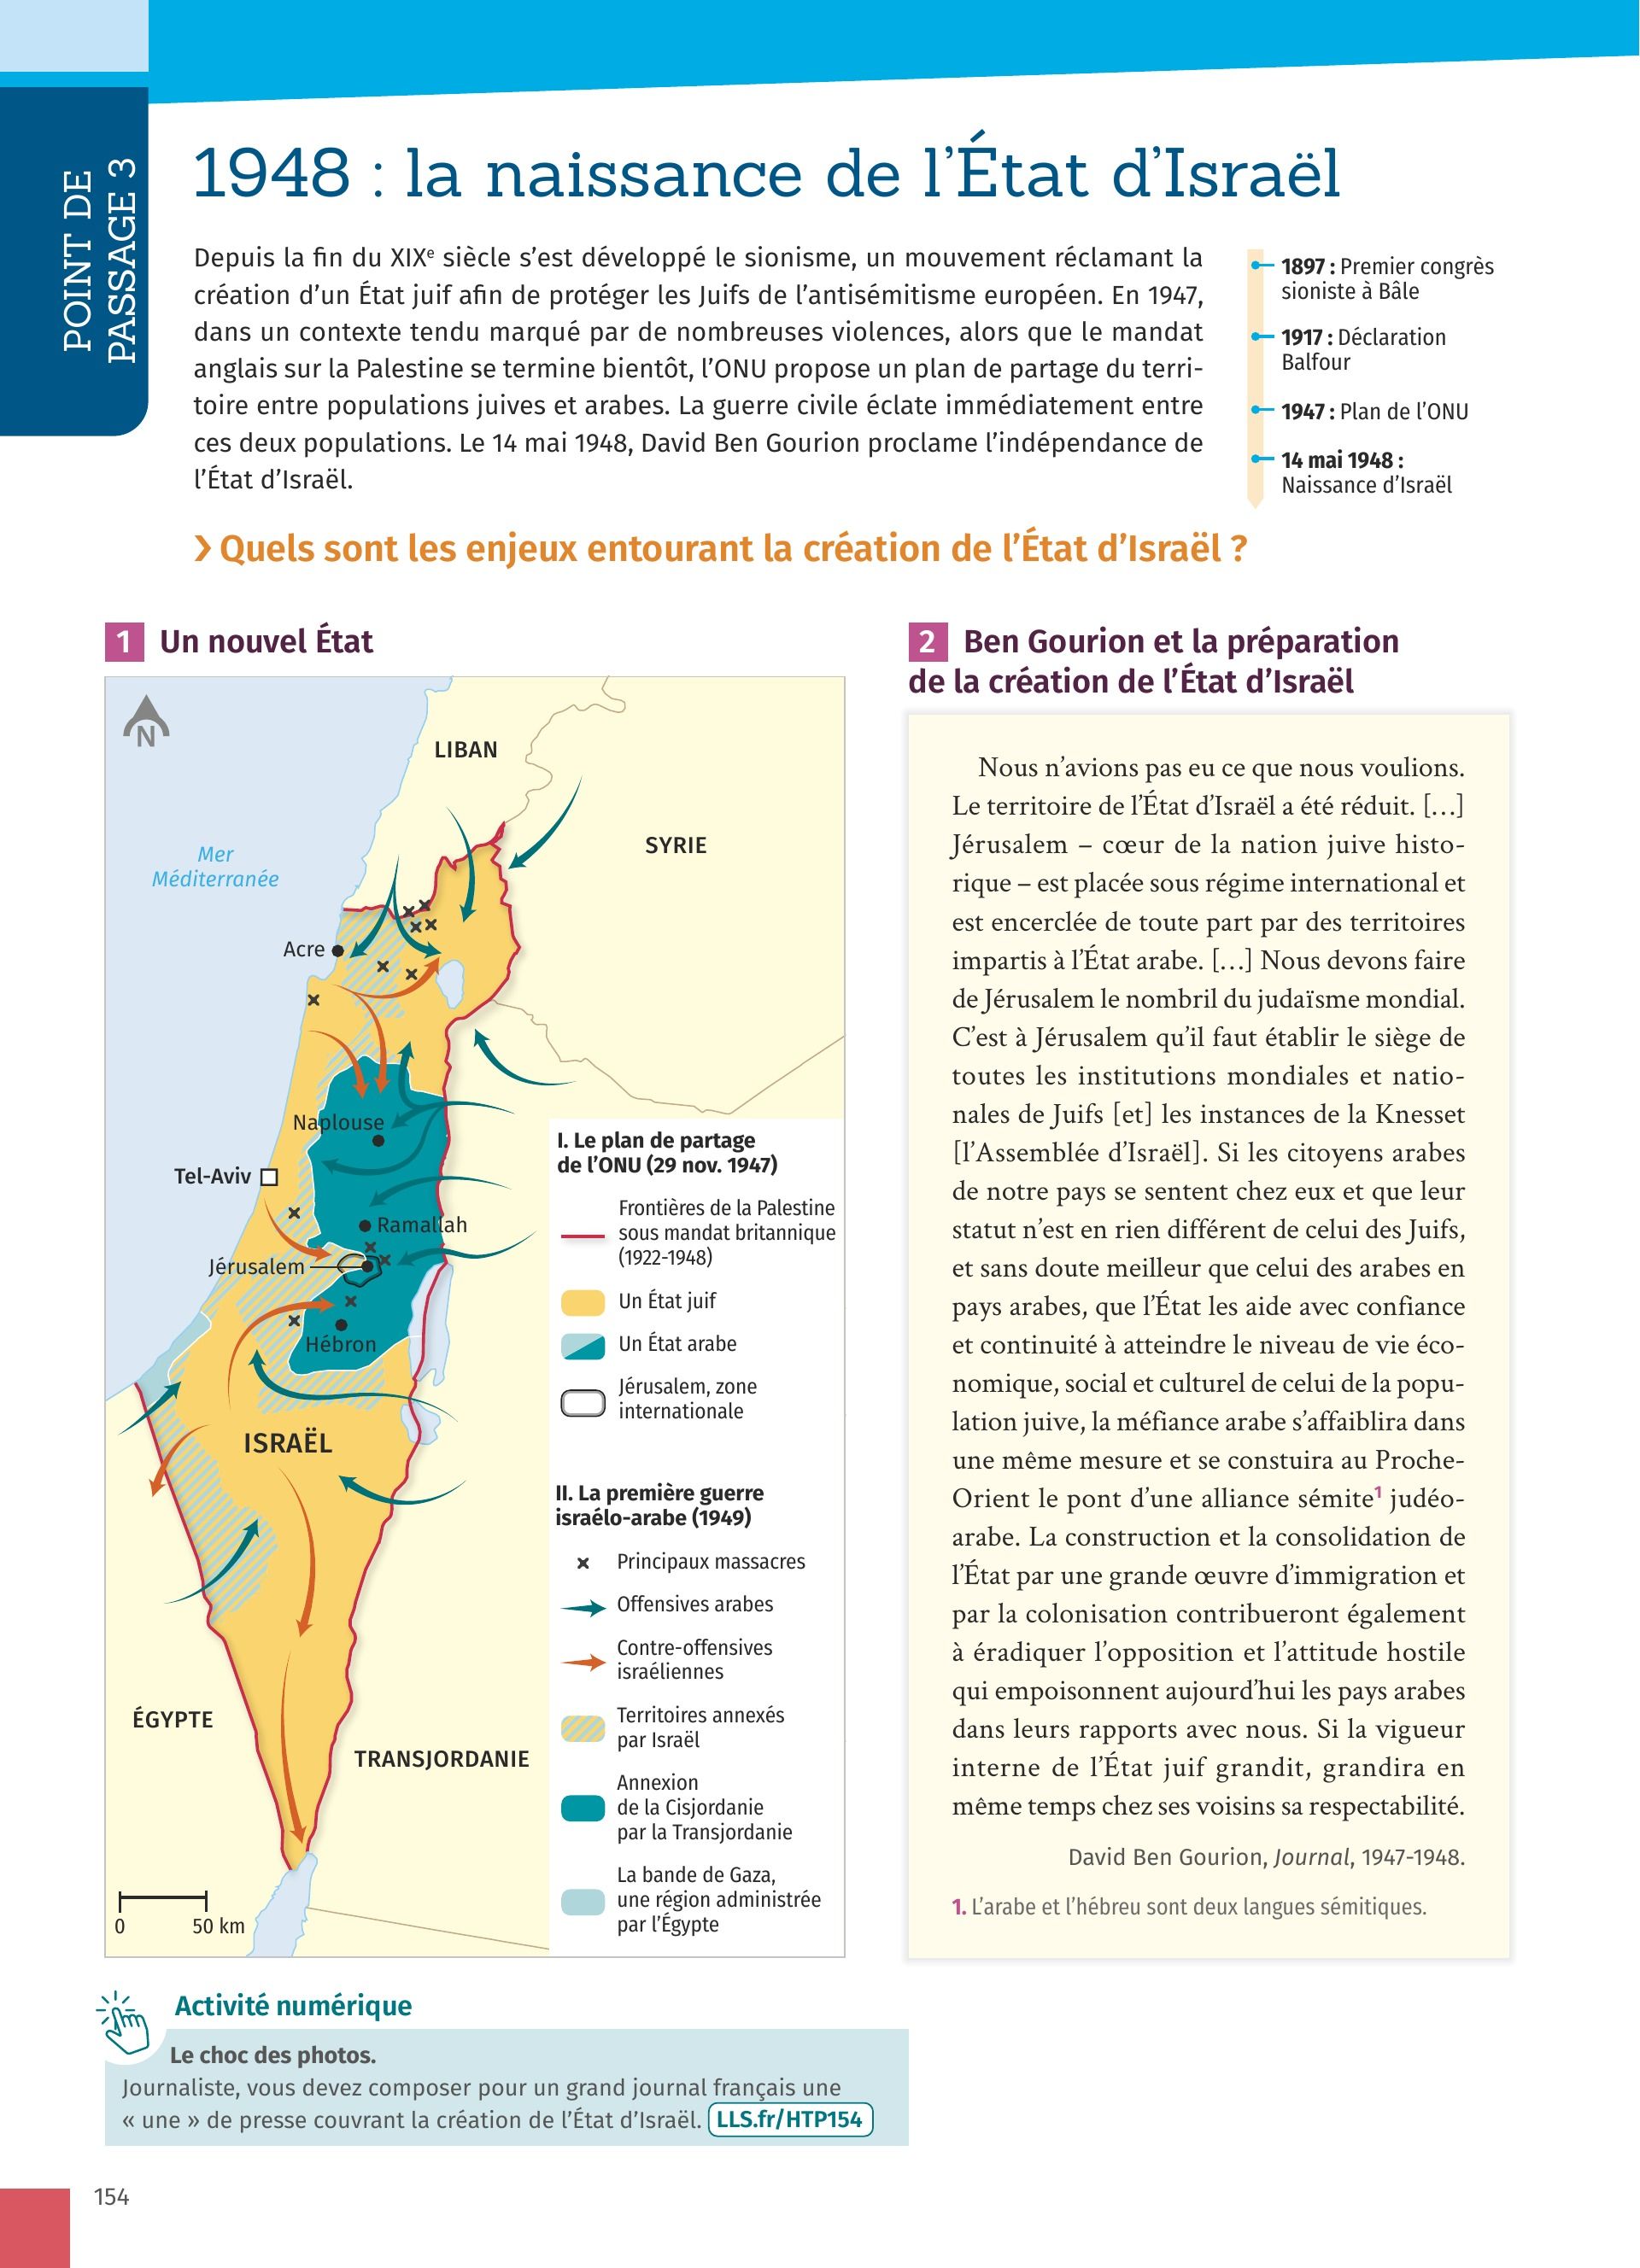 POINT DE
PASSAGE 3
1948 : la naissance de l’État d’Israël
Depuis la fin du XIXe siècle s’est développé le sionisme, un mouvement réclamant la
création d’un État juif afin de protéger les Juifs de l’antisémitisme européen. En 1947,
dans un contexte tendu marqué par de nombreuses violences, alors que le mandat
anglais sur la Palestine se termine bientôt, l’ONU propose un plan de partage du terri-
toire entre populations juives et arabes. La guerre civile éclate immédiatement entre
ces deux populations. Le 14 mai 1948, David Ben Gourion proclame l’indépendance de
l’État d’Israël.
1897 : Premier congrès
sioniste à Bâle
1917 : Déclaration
Balfour
1947 : Plan de l’ONU
14 mai 1948 :
Naissance d’Israël
› Quels sont les enjeux entourant la création de l’État d’Israël ?
1 Un nouvel État
N
LIBAN
SYRIE
Mer
Méditerranée
Acre
Naplouse
Tel-Aviv
Ramallah
Jérusalem
Hébron
ISRAËL
ÉGYPTE
TRANSJORDANIE
0 50 km
I. Le plan de partage
de l’ONU (29 nov. 1947)
Frontières de la Palestine
sous mandat britannique
(1922-1948)
Un État juif
Un État arabe
Jérusalem, zone
internationale
II. La première guerre
israélo-arabe (1949)
Principaux massacres
Offensives arabes
Contre-offensives
israéliennes
Territoires annexés
par Israël
Annexion
de la Cisjordanie
par la Transjordanie
La bande de Gaza,
une région administrée
par l’Égypte
2 Ben Gourion et la préparation
de la création de l’État d’Israël
Nous n’avions pas eu ce que nous voulions.
Le territoire de l’État d’Israël a été réduit. […]
Jérusalem – cœur de la nation juive histo-
rique – est placée sous régime international et
est encerclée de toute part par des territoires
impartis à l’État arabe. […] Nous devons faire
de Jérusalem le nombril du judaïsme mondial.
C’est à Jérusalem qu’il faut établir le siège de
toutes les institutions mondiales et natio-
nales de Juifs [et] les instances de la Knesset
[l’Assemblée d’Israël]. Si les citoyens arabes
de notre pays se sentent chez eux et que leur
statut n’est en rien différent de celui des Juifs,
et sans doute meilleur que celui des arabes en
pays arabes, que l’État les aide avec confiance
et continuité à atteindre le niveau de vie éco-
nomique, social et culturel de celui de la popu-
lation juive, la méfiance arabe s’affaiblira dans
une même mesure et se constuira au Proche-
Orient le pont d’une alliance sémite1 judéo-
arabe. La construction et la consolidation de
l’État par une grande œuvre d’immigration et
par la colonisation contribueront également
à éradiquer l’opposition et l’attitude hostile
qui empoisonnent aujourd’hui les pays arabes
dans leurs rapports avec nous. Si la vigueur
interne de l’État juif grandit, grandira en
même temps chez ses voisins sa respectabilité.
David Ben Gourion, Journal, 1947-1948.
1. L’arabe et l’hébreu sont deux langues sémitiques.
Activité numérique
Le choc des photos.
Journaliste, vous devez composer pour un grand journal français une
« une » de presse couvrant la création de l’État d’Israël. LLS.fr/HTP154
154